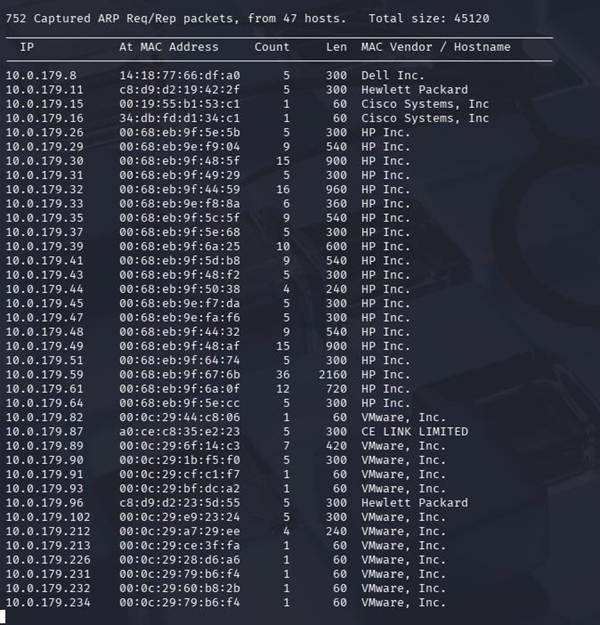 752 Captured ARP Req/Rep packets, from 47 hosts.   Total size: 45120
IP            At MAC Address     Count     Len  MAC Vendor / Hostname
10.0.179.8      14:18:77:66:df:a0      5     300  Dell Inc.
10.0.179.11     c8:d9:d2:19:42:2f      5     300  Hewlett Packard
10.0.179.15     00:19:55:b1:53:c1      1      60  Cisco Systems, Inc
10.0.179.16     34:db:fd:d1:34:c1      1      60  Cisco Systems, Inc
10.0.179.26     00:68:eb:9f:5e:5b      5     300  HP Inc.
10.0.179.29     00:68:eb:9e:f9:04      9     540  HP Inc.
10.0.179.30     00:68:eb:9f:48:5f     15     900  HP Inc.
10.0.179.31     00:68:eb:9f:49:29      5     300  HP Inc.
10.0.179.32     00:68:eb:9f:44:59     16     960  HP Inc.
10.0.179.33     00:68:eb:9e:f8:8a      6     360  HP Inc.
10.0.179.35     00:68:eb:9f:5c:5f      9     540  HP Inc.
10.0.179.37     00:68:eb:9f:5e:68      5     300  HP Inc.
10.0.179.39     00:68:eb:9f:6a:25     10     600  HP Inc.
10.0.179.41     00:68:eb:9f:5d:b8      9     540  HP Inc.
10.0.179.43     00:68:eb:9f:48:f2      5     300  HP Inc.
10.0.179.44     00:68:eb:9f:50:38      4     240  HP Inc.
10.0.179.45     00:68:eb:9e:f7:da      5     300  HP Inc.
10.0.179.47     00:68:eb:9e:fa:f6      5     300  HP Inc.
10.0.179.48     00:68:eb:9f:44:32      9     540  HP Inc.
10.0.179.49     00:68:eb:9f:48:af     15     900  HP Inc.
10.0.179.51     00:68:eb:9f:64:74      5     300  HP Inc.
10.0.179.59     00:68:eb:9f:67:6b     36    2160  HP Inc.
10.0.179.61     00:68:eb:9f:6a:0f     12     720  HP Inc.
10.0.179.64     00:68:eb:9f:5e:cc      5     300  HP Inc.
10.0.179.82     00:0c:29:44:c8:06      1      60  VMware, Inc.
10.0.179.87     a0:ce:c8:35:e2:23      5     300  CE LINK LIMITED
10.0.179.89     00:0c:29:6f:14:c3      7     420  VMware, Inc.
10.0.179.90     00:0c:29:1b:f5:f0      5     300  VMware, Inc.
10.0.179.91     00:0c:29:cf:c1:f7      1      60  VMware, Inc.
10.0.179.93     00:0c:29:bf:dc:a2      1      60  VMware, Inc.
10.0.179.96     c8:d9:d2:23:5d:55      5     300  Hewlett Packard
10.0.179.102    00:0c:29:e9:23:24      5     300  VMware, Inc.
10.0.179.212    00:0c:29:a7:29:ee      4     240  VMware, Inc.
10.0.179.213    00:0c:29:ce:3f:fa      1      60  VMware, Inc.
10.0.179.226    00:0c:29:28:d6:a6      1      60  VMware, Inc.
10.0.179.231    00:0c:29:79:b6:f4      1      60  VMware, Inc.
10.0.179.232    00:0c:29:60:b8:2b      1      60  VMware, Inc.
10.0.179.234    00:0c:29:79:b6:f4      1      60  VMware, Inc.